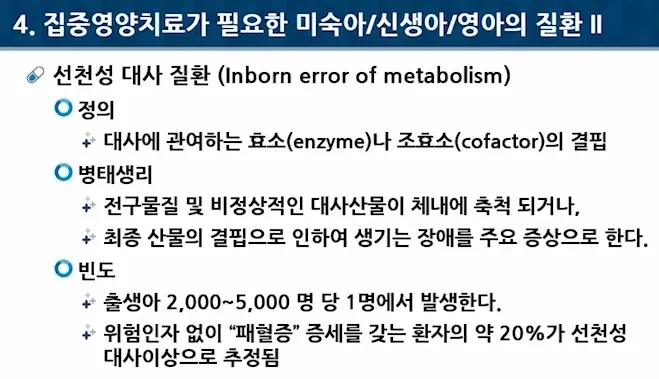 4. 집중영양치료가 필요한 미숙아/신생아/영아의 질환 II
선천성 대사 질환 (Inborn error of metabolism)
정의
대사에 관여하는 효소(enzyme)나 조효소(cofactor)의 결핍
병태생리
전구물질 및 비정상적인 대사산물이 체내에 축척 되거나,
최종 산물의 결핍으로 인하여 생기는 장애를 주요 증상으로 한다.
빈도
출생아 2,000~5,000 명 당 1명에서 발생한다.
위험인자 없이 “패혈증” 증세를 갖는 환자의 약 20%가 선천성
대사이상으로 추정됨